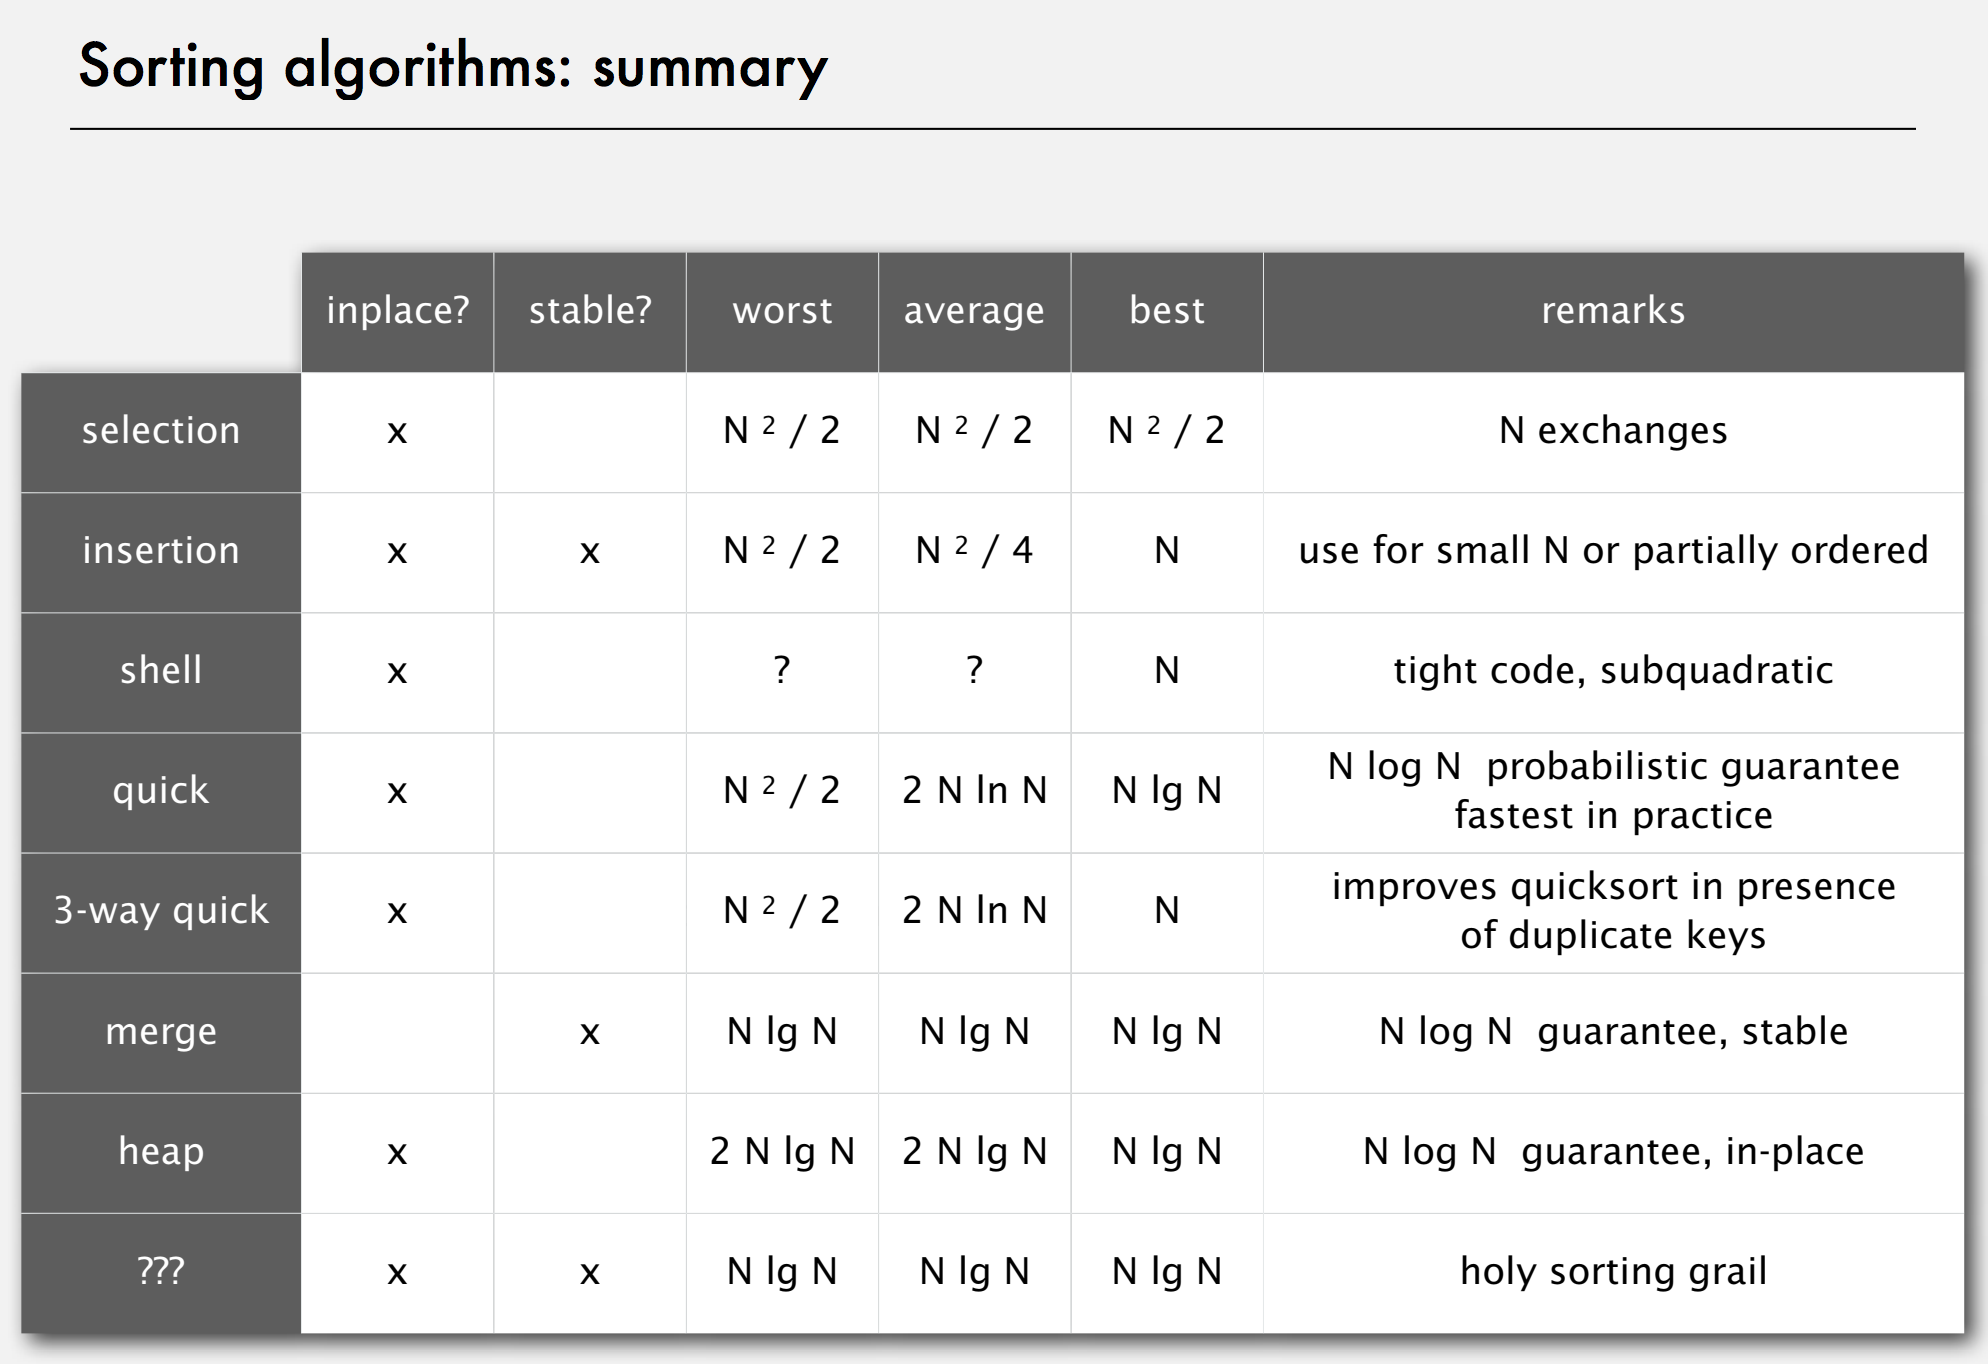 Sorting algorithms: summary
inplace? stable? worst average best remarks
selection x N ² / 2 N ² / 2 N ² / 2 N exchanges
insertion x x N ² / 2 N ² / 4 N use for small N or partially ordered
shell x ? ? N tight code, subquadratic
quick x N ² / 2 2 N ln N N lg N N log N probabilistic guarantee
fastest in practice
3-way quick x N ² / 2 2 N ln N N improves quicksort in presence
of duplicate keys
merge x N lg N N lg N N lg N N log N guarantee, stable
heap x 2 N lg N 2 N lg N N lg N N log N guarantee, in-place
??? x x N lg N N lg N N lg N holy sorting grail